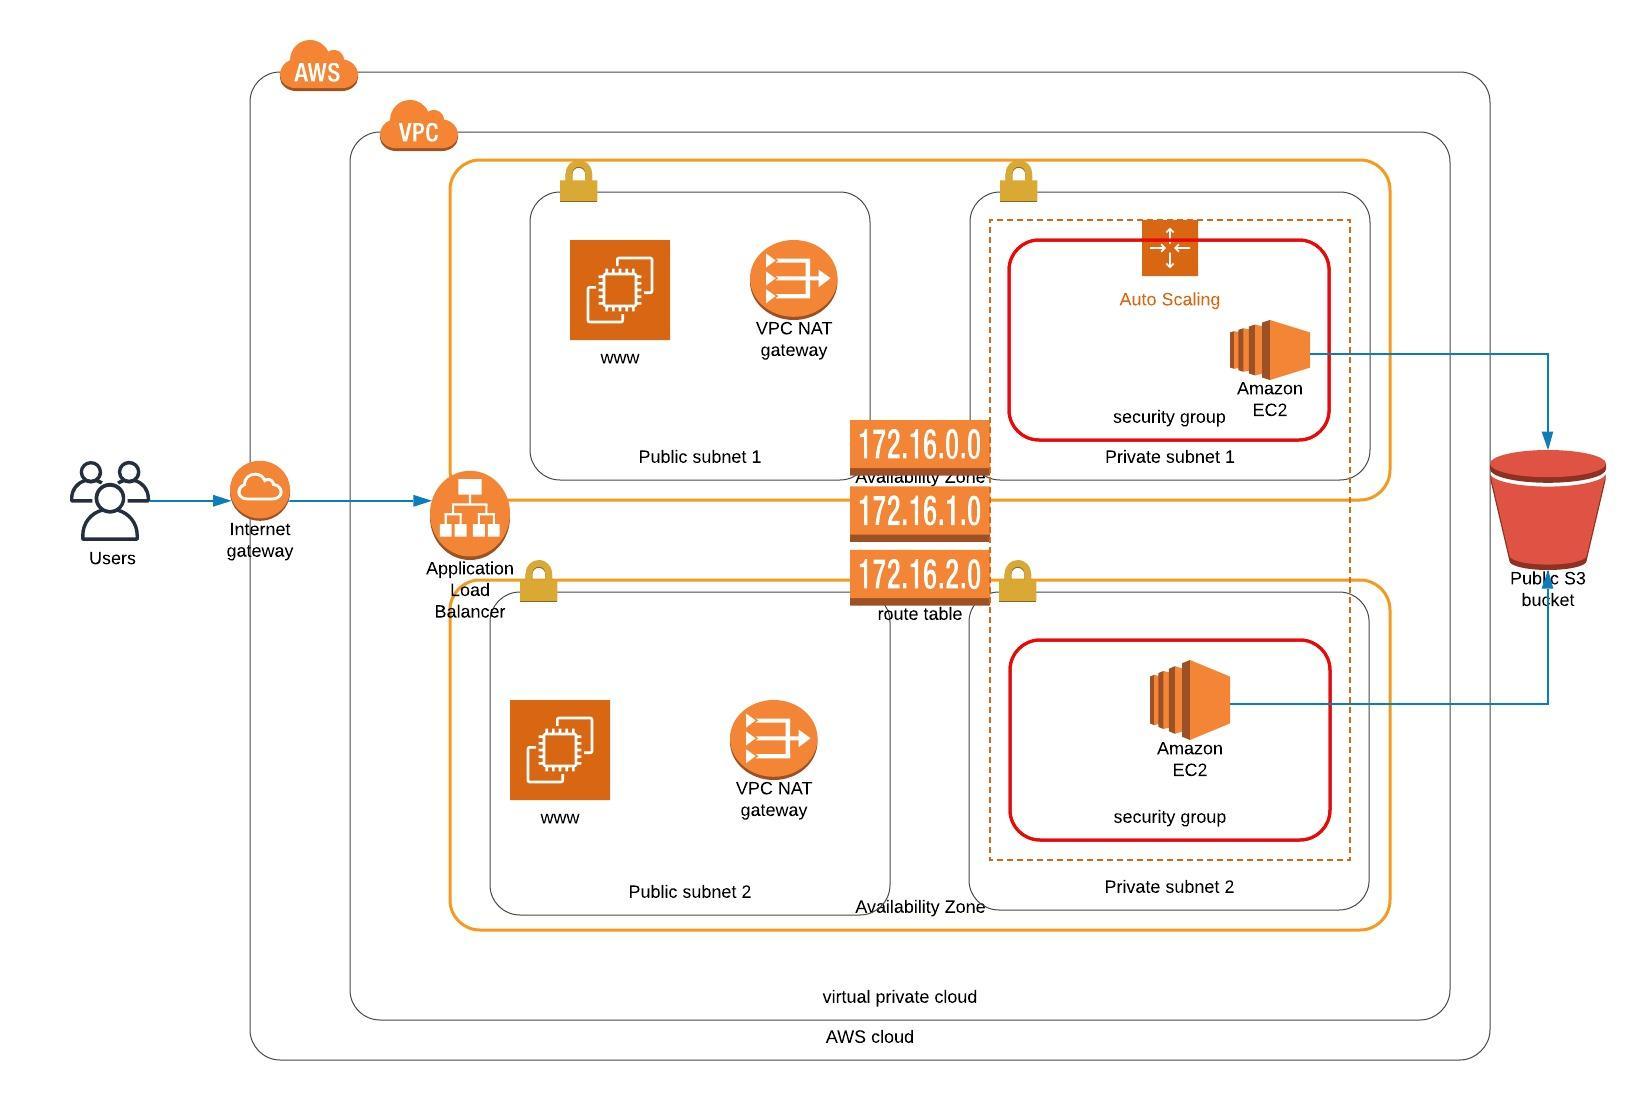 AWS
VPC
www
VPC NAT
gateway
Public subnet 1
Auto Scaling
Amazon
EC2
security group
Private subnet 1
172.16.0.0
Availability Zone
172.16.1.0
172.16.2.0
route table
Users
Internet
gateway
Application
Load
Balancer
Public S3
bucket
www
VPC NAT
gateway
Public subnet 2
Amazon
EC2
security group
Private subnet 2
Availability Zone
virtual private cloud
AWS cloud